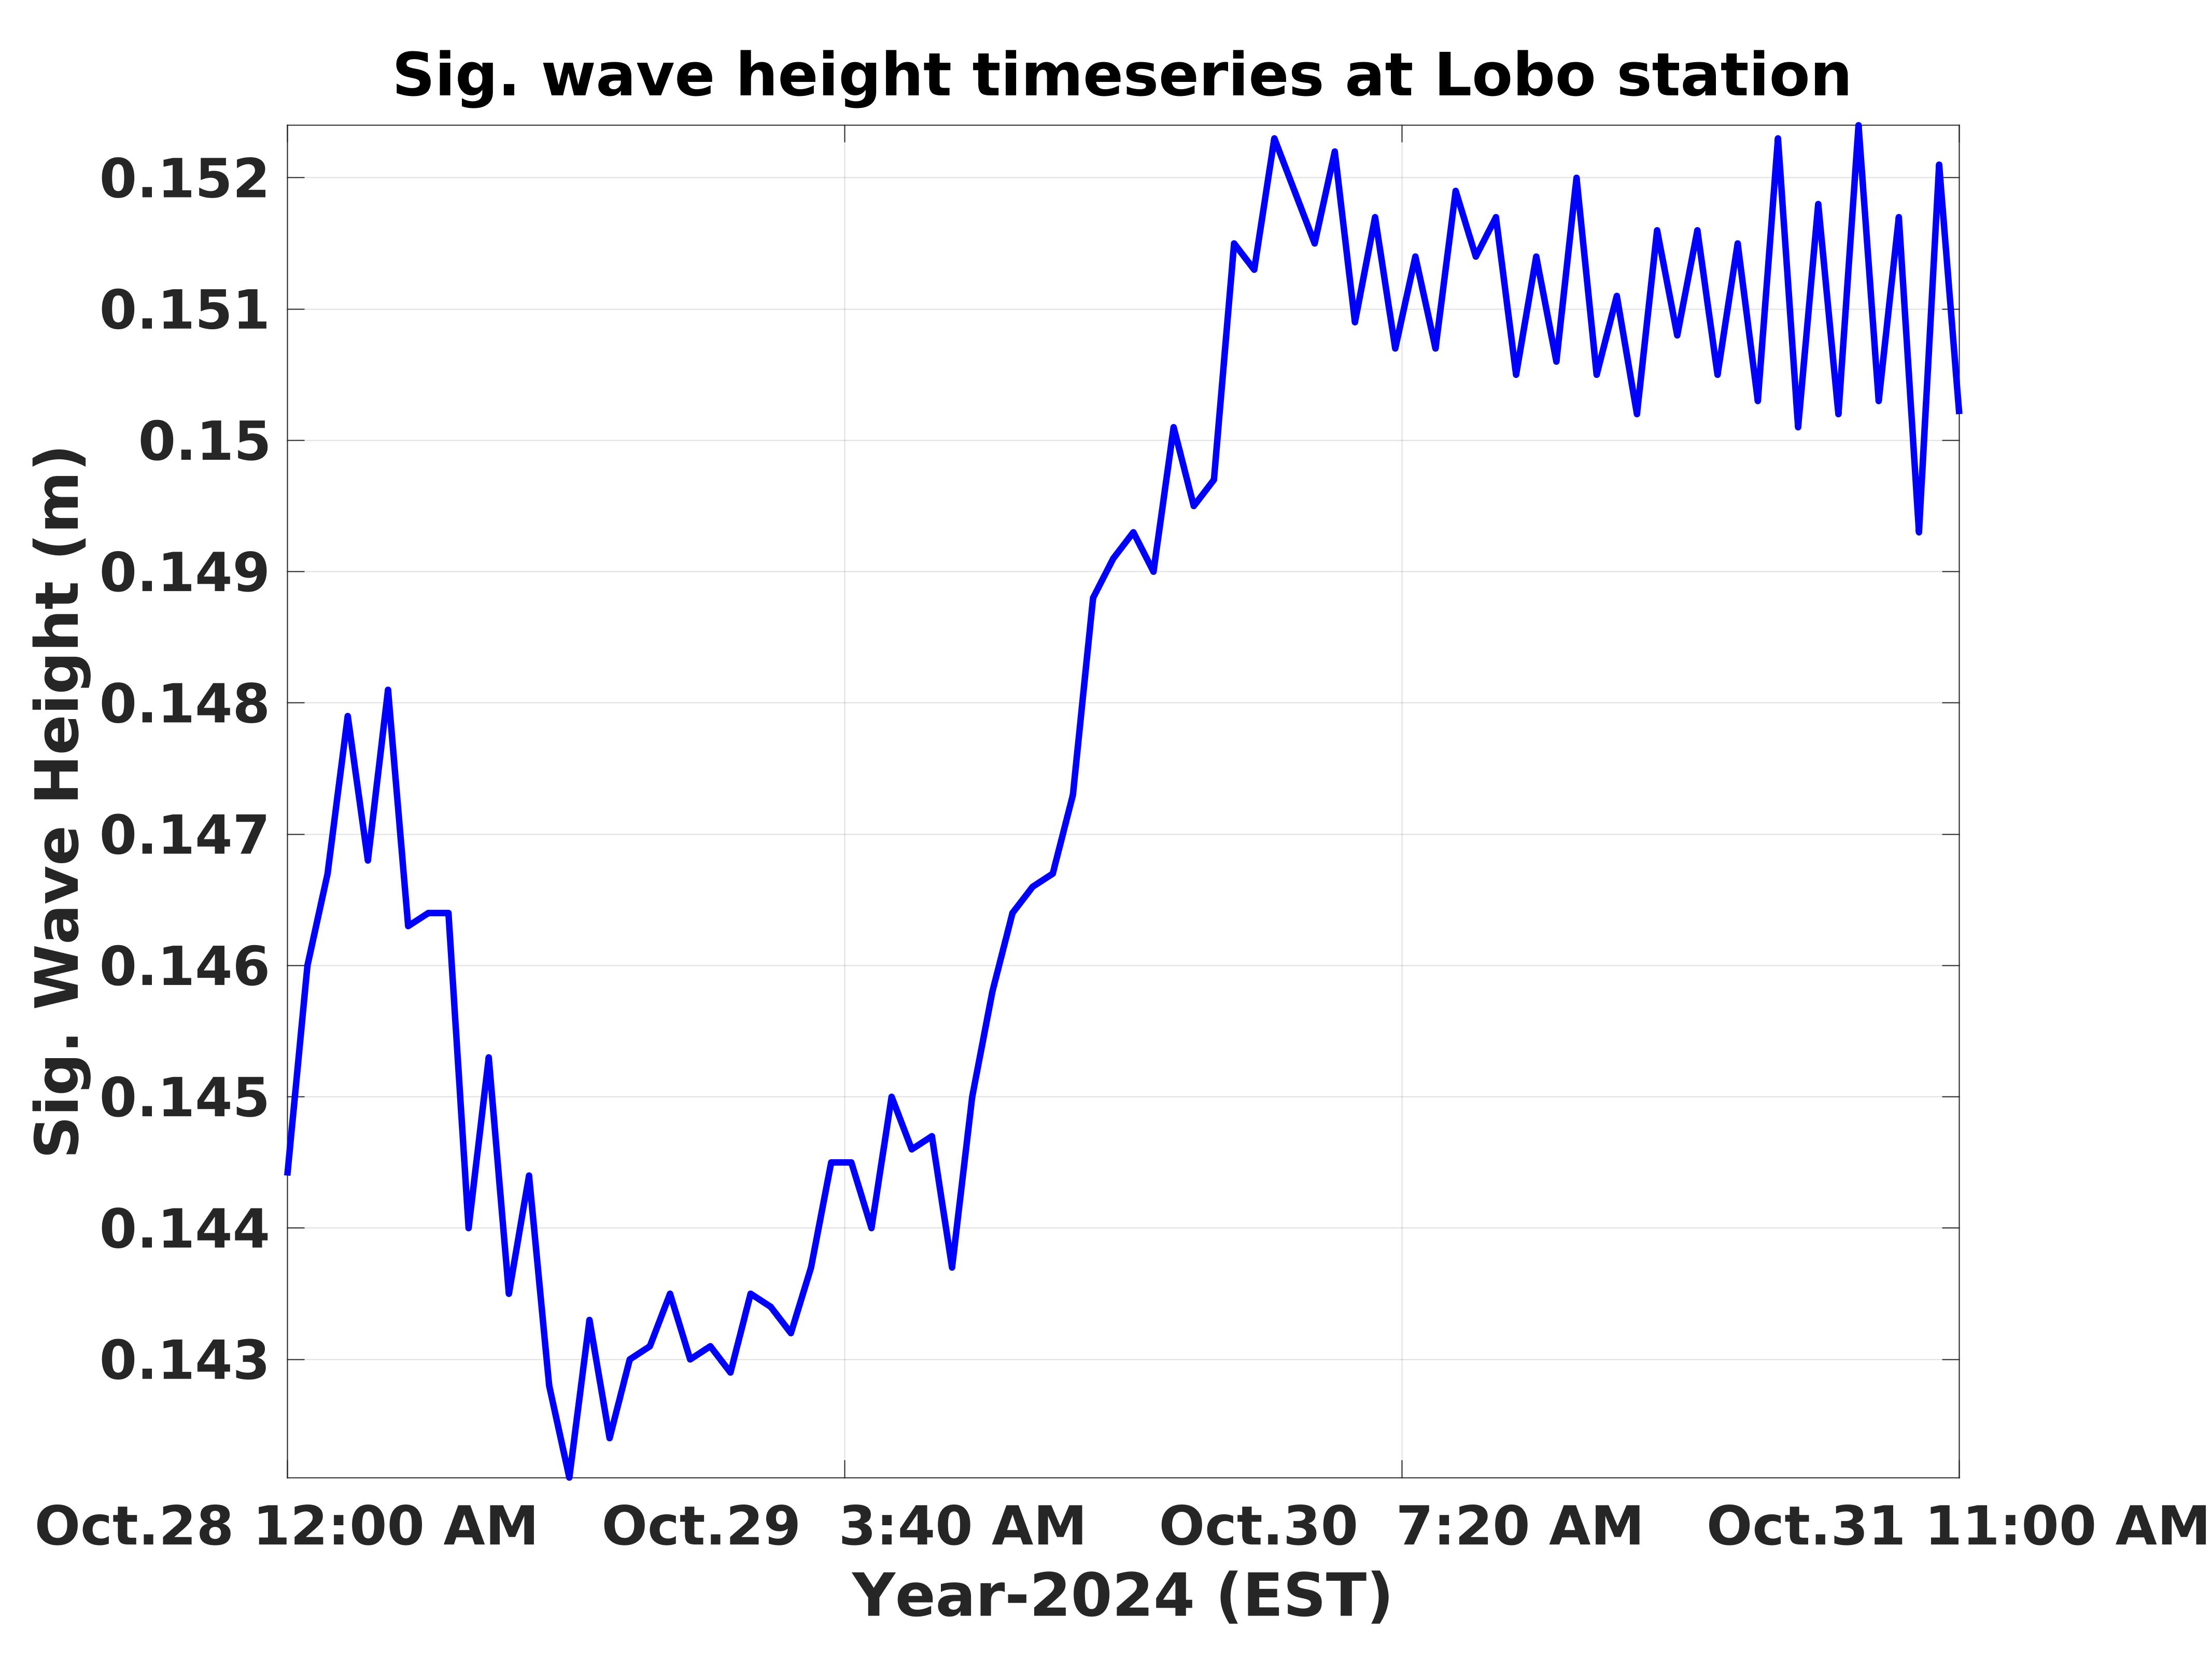 Sig. wave height timeseries at Lobo station
Sig. Wave Height (m)
0.152
0.151
0.15
0.149
0.148
0.147
0.146
0.145
0.144
0.143
Oct.28 12:00 AM
Oct.29 3:40 AM
Oct.30 7:20 AM
Oct.31 11:00 AM
Year-2024 (EST)